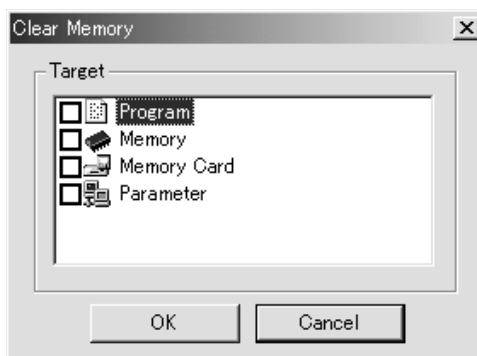 Clear Memory
Target
Program
Memory
Memory Card
Parameter
OK
Cancel